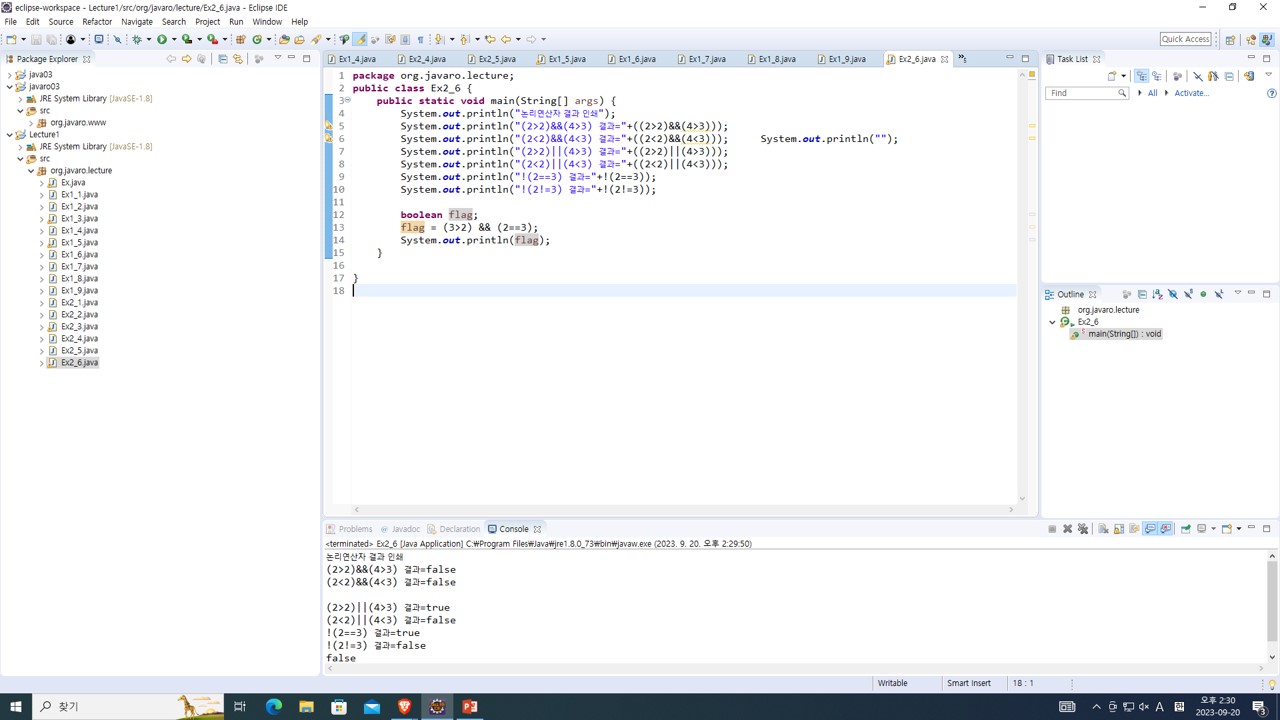 eclipse-workspace - Lecture1/src/org/javaro/lecture/Ex2_6.java - Eclipse IDE
File Edit Source Refactor Navigate Search Project Run Window Help
Quick Access
Package Explorer
java03
javaro03
JRE System Library [JavaSE-1.8]
src
org.javaro.www
Lecture1
JRE System Library [JavaSE-1.8]
src
org.javaro.lecture
Ex.java
Ex1_1.java
Ex1_2.java
Ex1_3.java
Ex1_4.java
Ex1_5.java
Ex1_6.java
Ex1_7.java
Ex1_8.java
Ex1_9.java
Ex2_1.java
Ex2_2.java
Ex2_3.java
Ex2_4.java
Ex2_5.java
Ex2_6.java
Ex1_4.java Ex2_4.java Ex2_5.java Ex1_5.java Ex1_6.java Ex1_7.java Ex1_8.java Ex1_9.java Ex2_6.java »5
1 package org.javaro.lecture;
2 public class Ex2_6 {
3 public static void main(String[] args) {
4 System.out.println("논리연산자 결과 인쇄");
5 System.out.println("(2>2)&&(4>3) 결과="+((2>2)&&(4>3)));
6 System.out.println("(2<2)&&(4<3) 결과="+((2<2)&&(4<3))); System.out.println("");
7 System.out.println("(2>2)||(4>3) 결과="+((2>2)||(4>3)));
8 System.out.println("(2<2)||(4<3) 결과="+((2<2)||(4<3)));
9 System.out.println("!(2==3) 결과="+!(2==3));
10 System.out.println("!(2!=3) 결과="+!(2!=3));
11
12 boolean flag;
13 flag = (3>2) && (2==3);
14 System.out.println(flag);
15 }
16
17 }
18
Task List
Find All Activate...
Outline
org.javaro.lecture
Ex2_6
S main(String[]) : void
Problems Javadoc Declaration Console
<terminated> Ex2_6 [Java Application] C:₩Program Files₩Java₩jre1.8.0_73₩bin₩javaw.exe (2023. 9. 20. 오후 2:29:50)
논리연산자 결과 인쇄
(2>2)&&(4>3) 결과=false
(2<2)&&(4<3) 결과=false
(2>2)||(4>3) 결과=true
(2<2)||(4<3) 결과=false
!(2==3) 결과=true
!(2!=3) 결과=false
false
Writable Smart Insert 18 : 1
찾기
A 漢 오후 2:30
2023-09-20 3